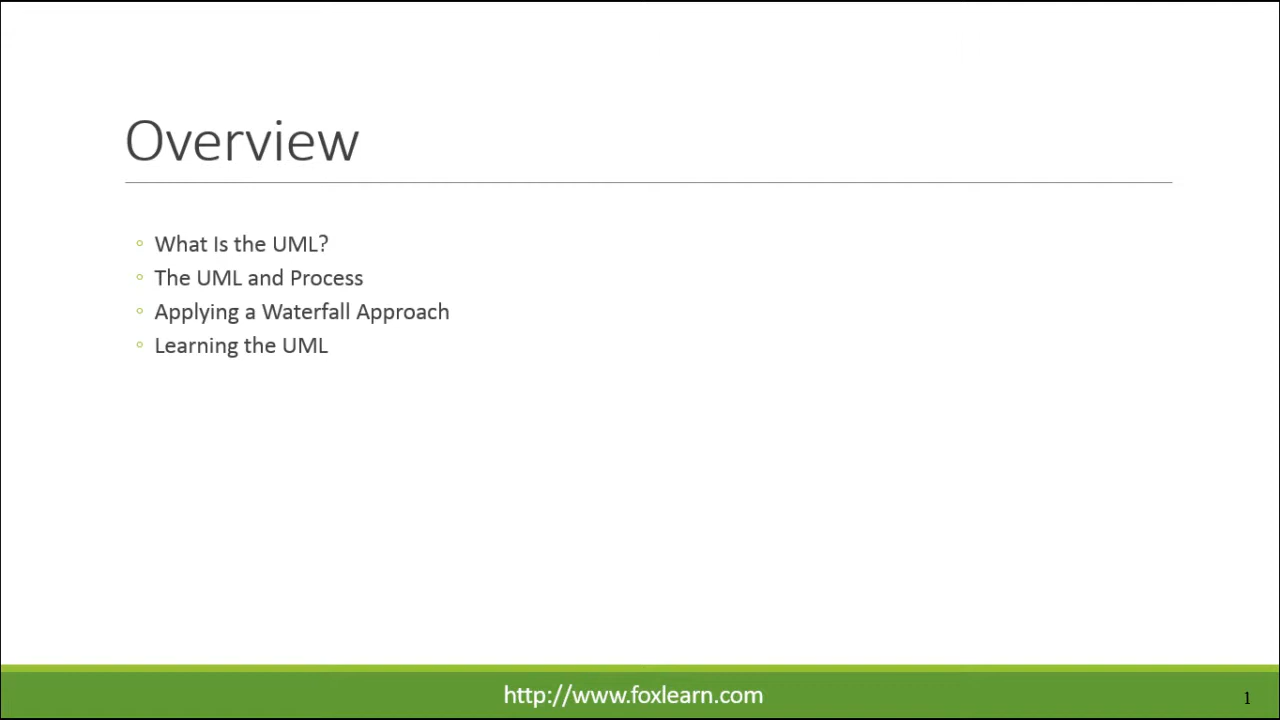 Overview
What Is the UML?
The UML and Process
Applying a Waterfall Approach
Learning the UML
http://www.foxlearn.com
1